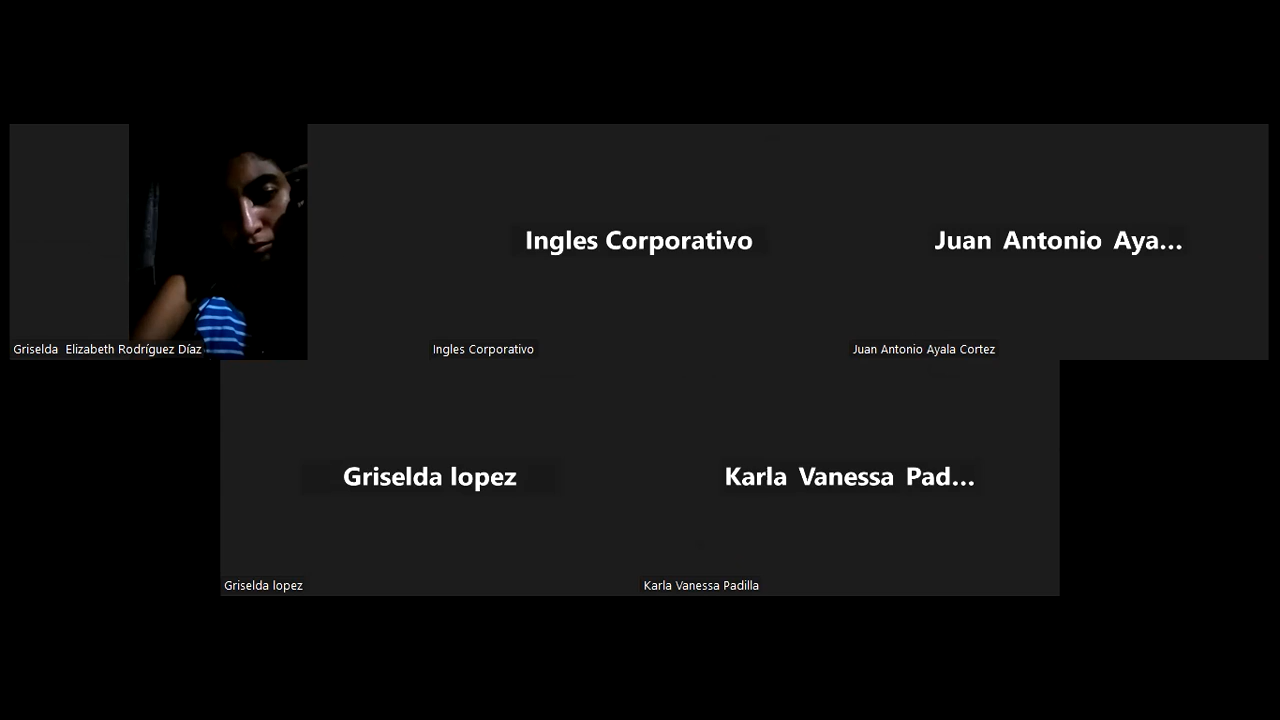 Ingles Corporativo
Juan Antonio Aya...
Griselda Elizabeth Rodríguez Díaz
Ingles Corporativo
Juan Antonio Ayala Cortez
Griselda lopez
Karla Vanessa Pad...
Griselda lopez
Karla Vanessa Padilla